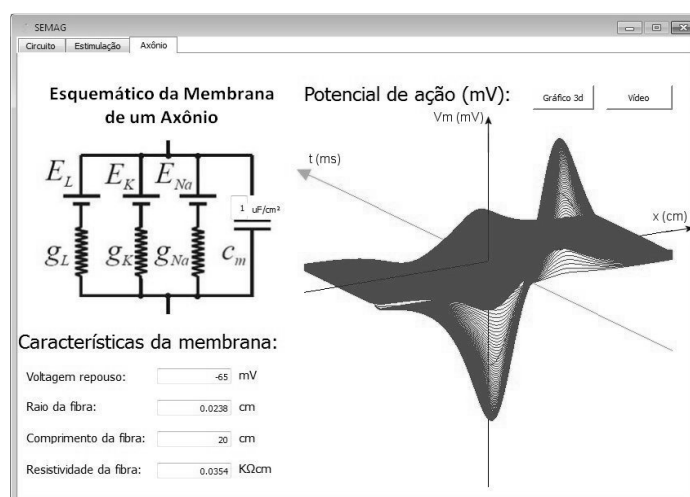 SEMAG
Circuito Estimulação Axônio
Esquemático da Membrana
de um Axônio
E_L E_K E_Na
1 uF/cm²
g_L g_K g_Na c_m
Características da membrana:
Voltagem repouso: -65 mV
Raio da fibra: 0.0238 cm
Comprimento da fibra: 20 cm
Resistividade da fibra: 0.0354 KΩcm
Potencial de ação (mV): Gráfico 3d Vídeo
Vm (mV)
t (ms)
x (cm)